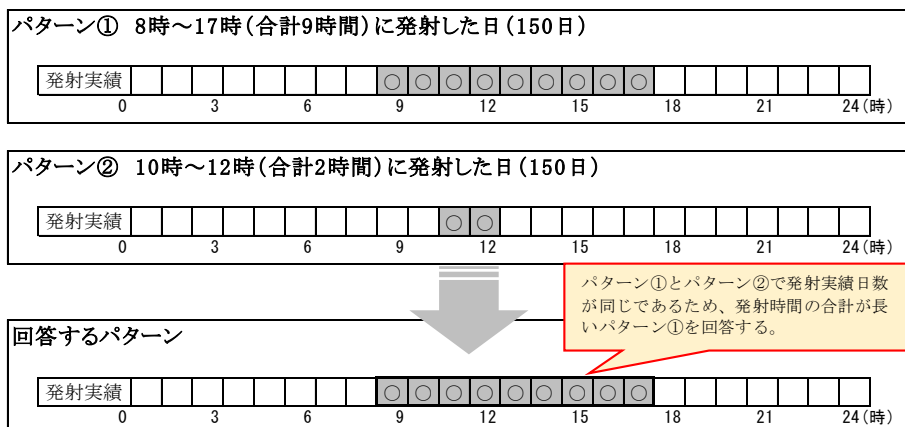 パターン① 8時～17時(合計9時間)に発射した日(150日)
発射実績 ○ ○ ○ ○ ○ ○ ○ ○ ○
0 3 6 9 12 15 18 21 24(時)
パターン② 10時～12時(合計2時間)に発射した日(150日)
発射実績 ○ ○
0 3 6 9 12 15 18 21 24(時)
パターン①とパターン②で発射実績日数
が同じであるため、発射時間の合計が長
いパターン①を回答する。
回答するパターン
発射実績 ○ ○ ○ ○ ○ ○ ○ ○ ○
0 3 6 9 12 15 18 21 24(時)